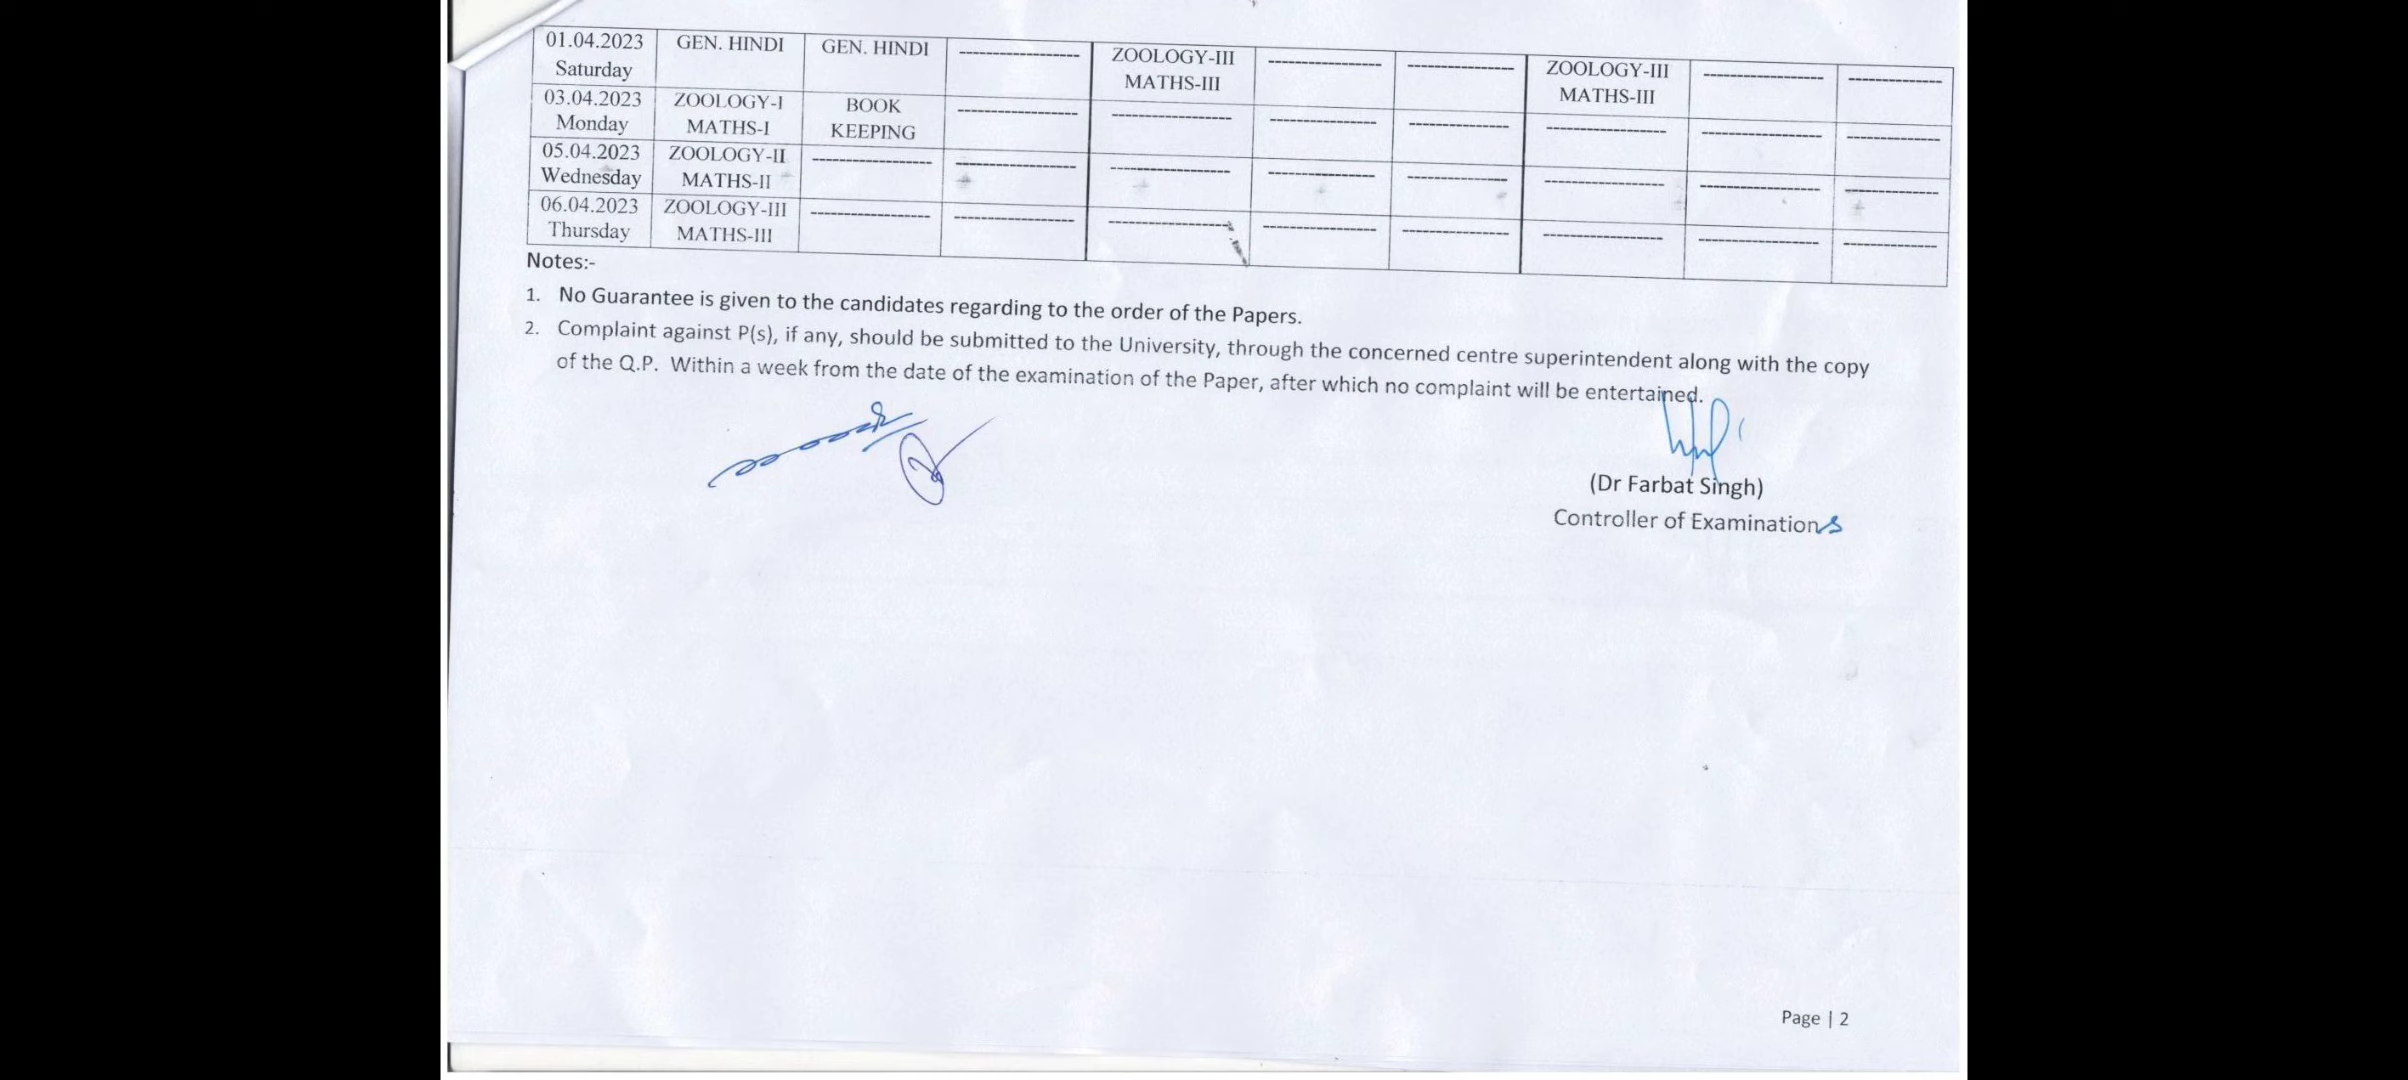 01.04.2023 GEN. HINDI GEN. HINDI ------------------ ZOOLOGY-III ------------------ ------------------ ZOOLOGY-III ------------------ ------------------
Saturday MATHS-III MATHS-III
03.04.2023 ZOOLOGY-I BOOK ------------------ ------------------ ------------------ ------------------ ------------------ ------------------ ------------------
Monday MATHS-I KEEPING
05.04.2023 ZOOLOGY-II ------------------ ------------------ ------------------ ------------------ ------------------ ------------------ ------------------ ------------------
Wednesday MATHS-II
06.04.2023 ZOOLOGY-III ------------------ ------------------ ------------------ ------------------ ------------------ ------------------ ------------------ ------------------
Thursday MATHS-III
Notes:-
1. No Guarantee is given to the candidates regarding to the order of the Papers.
2. Complaint against P(s), if any, should be submitted to the University, through the concerned centre superintendent along with the copy
of the Q.P. Within a week from the date of the examination of the Paper, after which no complaint will be entertained.
(Dr Farbat Singh)
Controller of Examinations
Page | 2